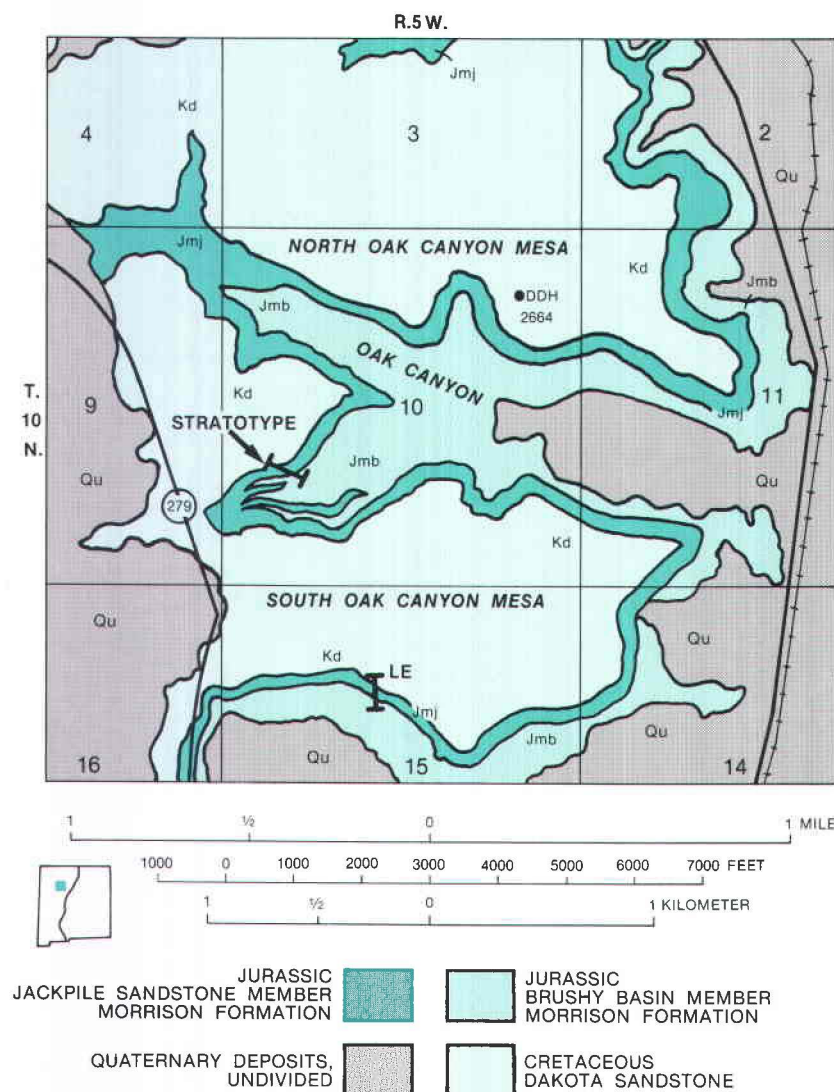 R.5 W.
Jmj
Kd
4
3
2
Qu
Jmj
NORTH OAK CANYON MESA
Kd
Jmb
Jmb
DDH
2664
OAK CANYON
T.
10
N.
9
Kd
10
11
Jmj
STRATOTYPE
Jmb
Qu
Qu
279
Kd
SOUTH OAK CANYON MESA
Qu
Qu
Kd
LE
Jmj
Jmb
Qu
Qu
16
15
14
1 ½ 0 1 MILE
1000 0 1000 2000 3000 4000 5000 6000 7000 FEET
1 ½ 0 1 KILOMETER
JURASSIC
JACKPILE SANDSTONE MEMBER
MORRISON FORMATION
JURASSIC
BRUSHY BASIN MEMBER
MORRISON FORMATION
QUATERNARY DEPOSITS,
UNDIVIDED
CRETACEOUS
DAKOTA SANDSTONE